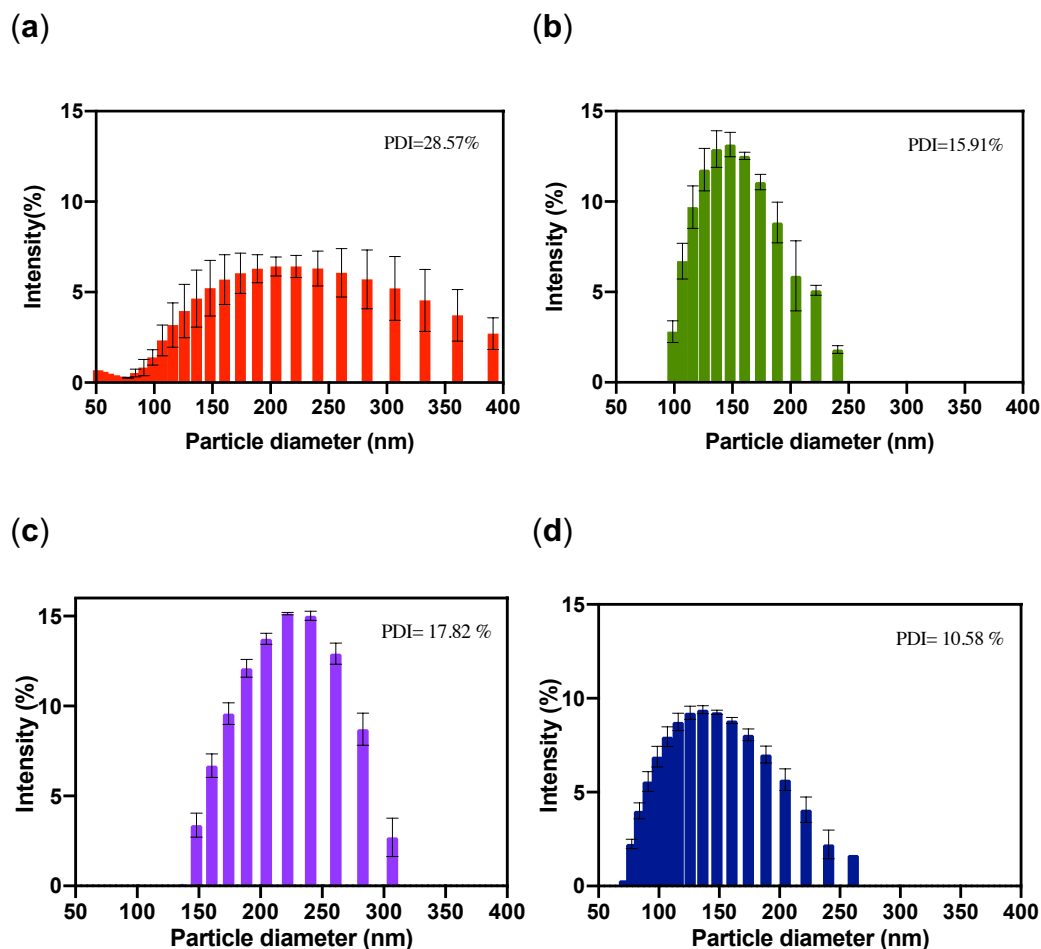 (a)
PDI=28.57%
Intensity(%)
15
10
5
0
50 100 150 200 250 300 350 400
Particle diameter (nm)
(b)
PDI=15.91%
Intensity (%)
15
10
5
0
50 100 150 200 250 300 350 400
Particle diameter (nm)
(c)
PDI= 17.82 %
Intensity (%)
15
10
5
0
50 100 150 200 250 300 350 400
Particle diameter (nm)
(d)
PDI= 10.58 %
Intensity (%)
15
10
5
0
50 100 150 200 250 300 350 400
Particle diameter (nm)